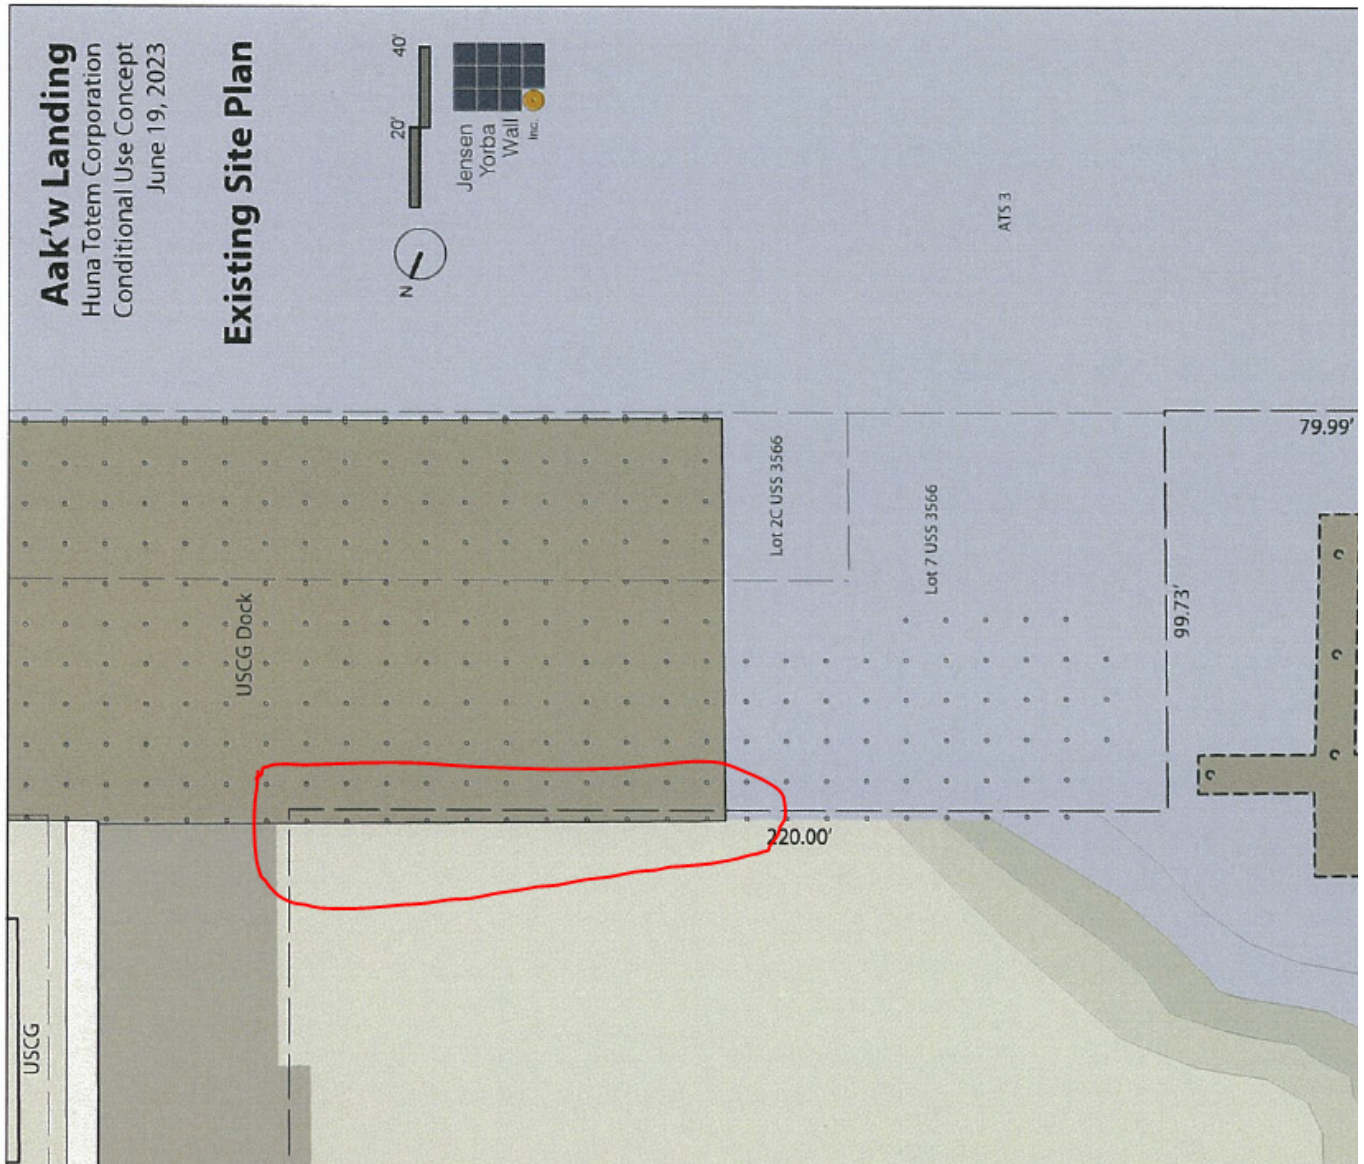 Aak'w Landing
Huna Totem Corporation
Conditional Use Concept
June 19, 2023
Existing Site Plan
N
20'
40'
Jensen
Yorba
Wall
Inc.
ATS 3
79.99'
Lot 2C USS 3566
Lot 7 USS 3566
99.73'
USCG Dock
220.00'
USCG